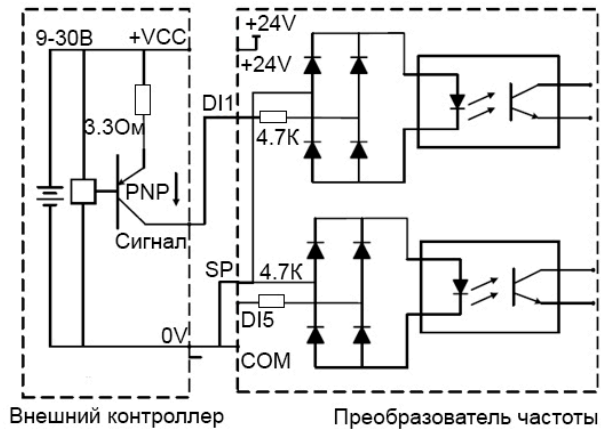 9-30В
+VCC
+24V
+24V
DI1
3.3Ом
4.7K
PNP
Сигнал
SP
4.7K
DI5
0V
COM
Внешний контроллер
Преобразователь частоты